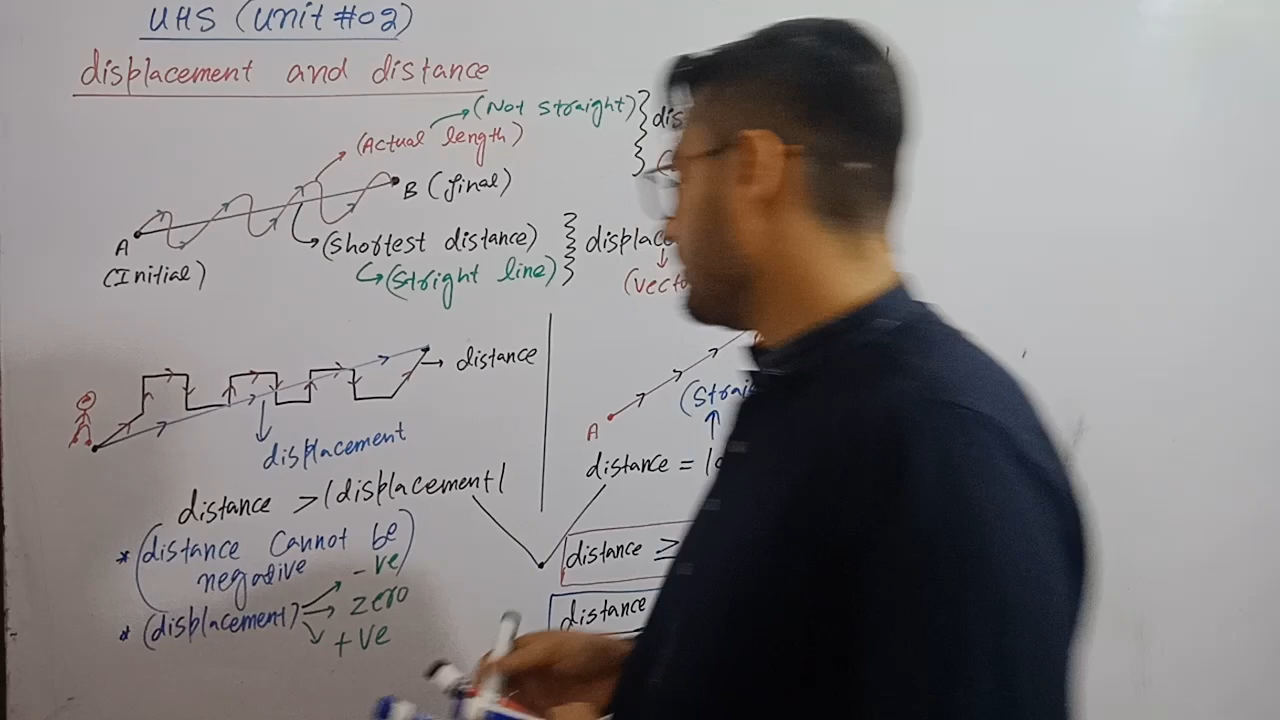 UHS (Unit #02)
displacement and distance
(Not straight)
(Actual length)
B (final)
A
(Initial)
(Shortest distance)
(Stright line)
distance
displacement
distance > |displacement|
* (distance cannot be
negative)
* (displacement)
-ve
zero
+ve
A
distance =
distance ≥
distance